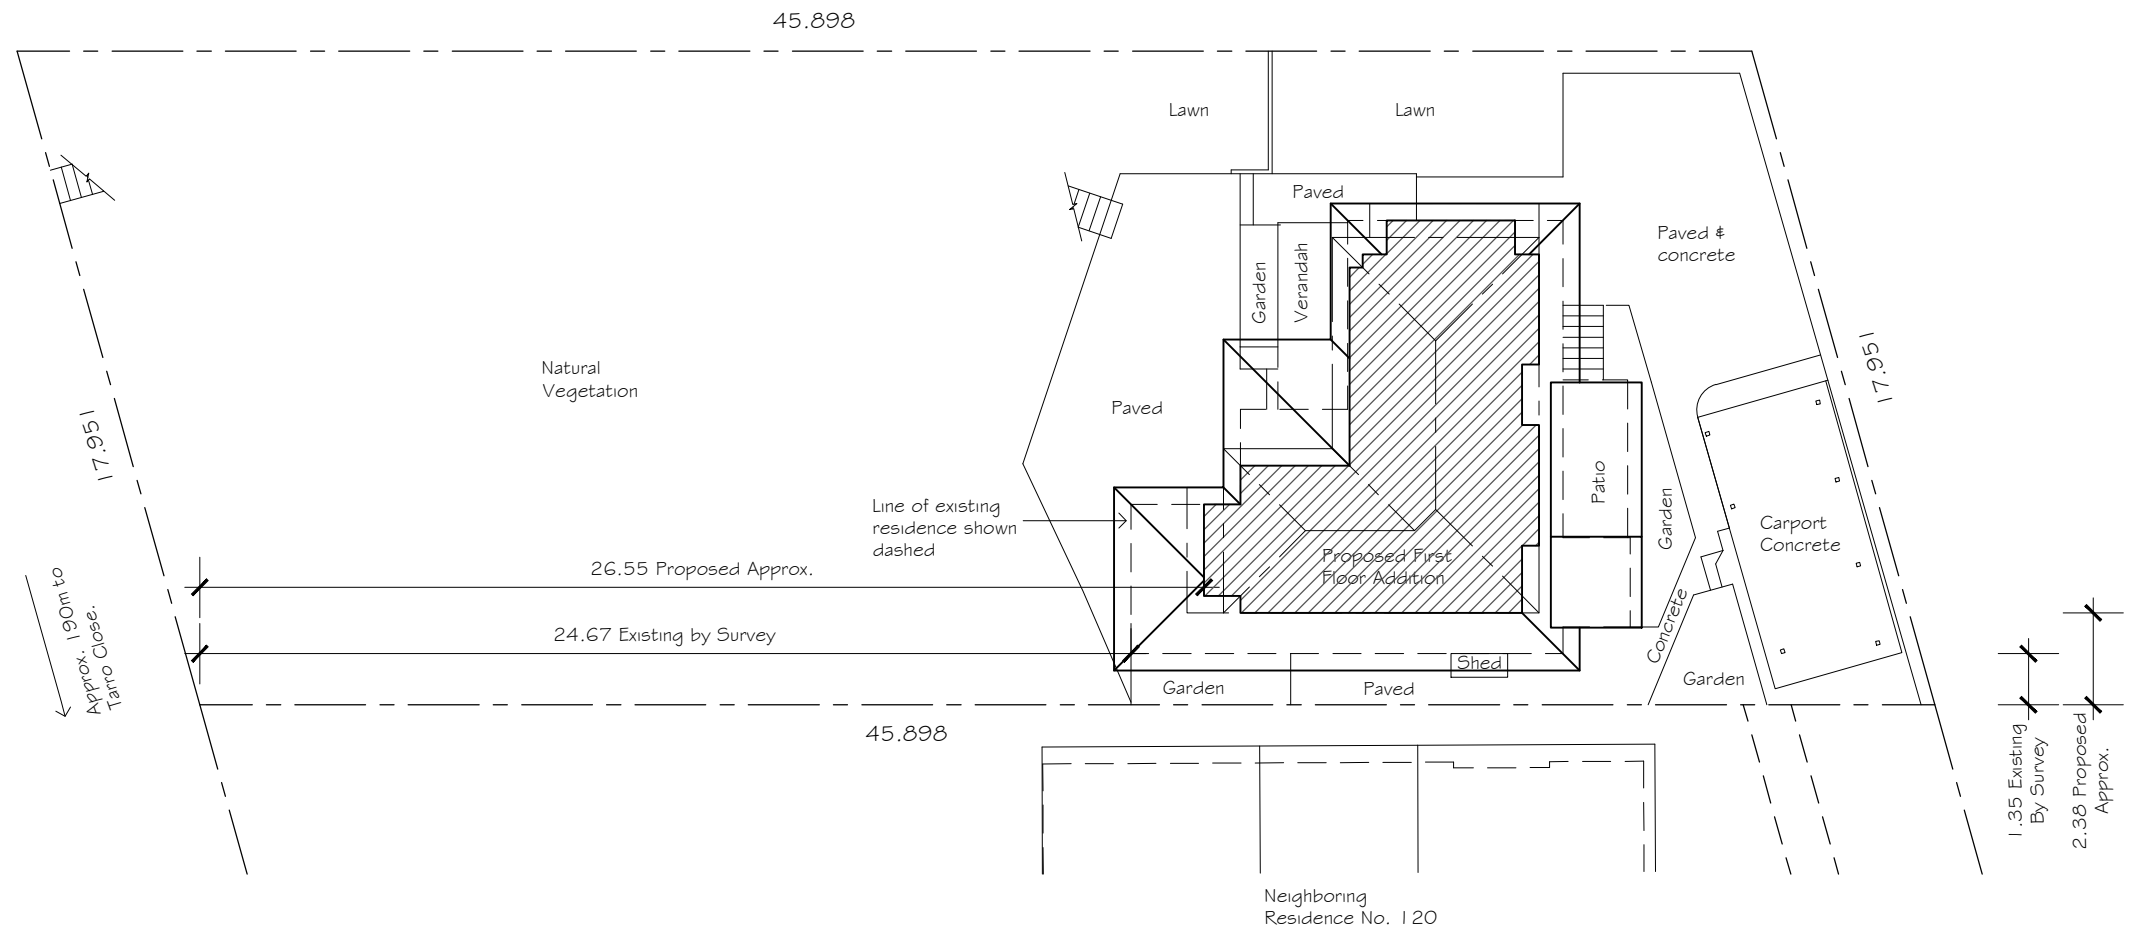 45.898
Lawn
Lawn
Paved
Paved &
concrete
Garden
Verandah
Natural
Vegetation
Paved
17.951
17.951
Line of existing
residence shown
dashed
Patio
Garden
Carport
Concrete
Proposed First
Floor Addition
26.55 Proposed Approx.
24.67 Existing by Survey
Approx. 190m to
Tarro Close.
Concrete
Shed
Garden
Paved
Garden
45.898
1.35 Existing
By Survey
2.38 Proposed
Approx.
Neighboring
Residence No. 120